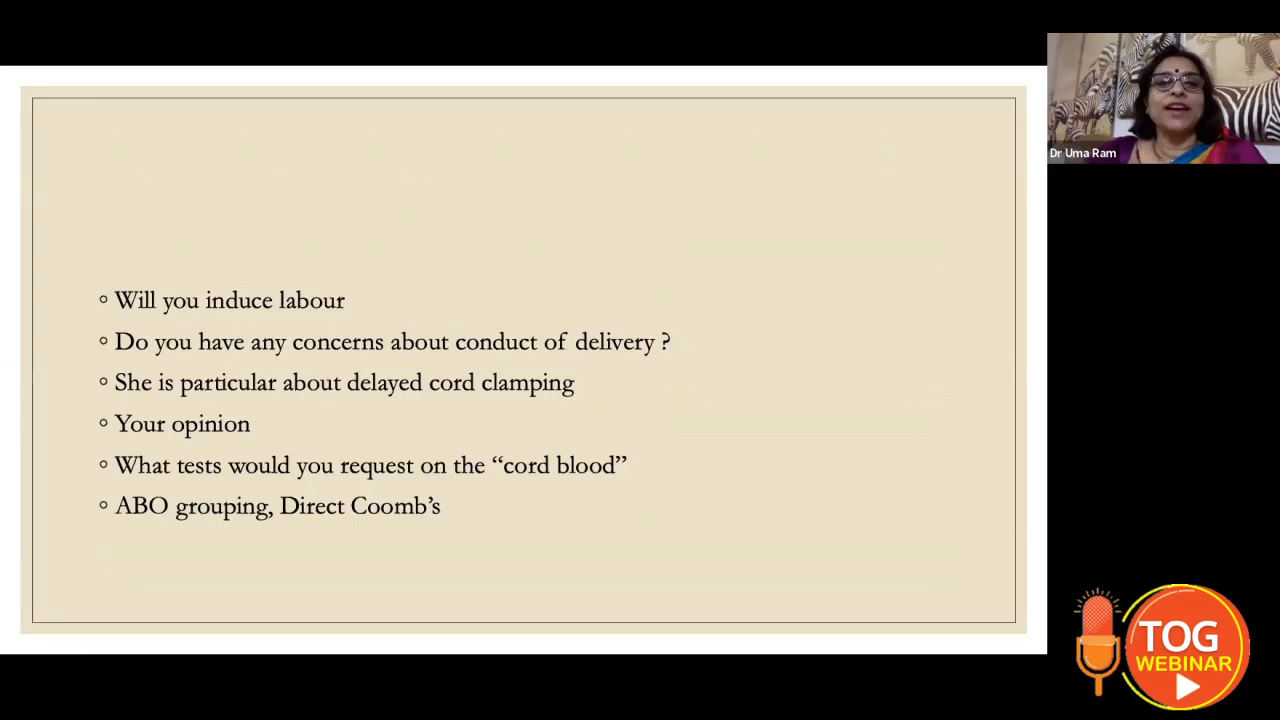 Dr Uma Ram
◦ Will you induce labour
◦ Do you have any concerns about conduct of delivery ?
◦ She is particular about delayed cord clamping
◦ Your opinion
◦ What tests would you request on the “cord blood”
◦ ABO grouping, Direct Coomb’s
TOG
WEBINAR